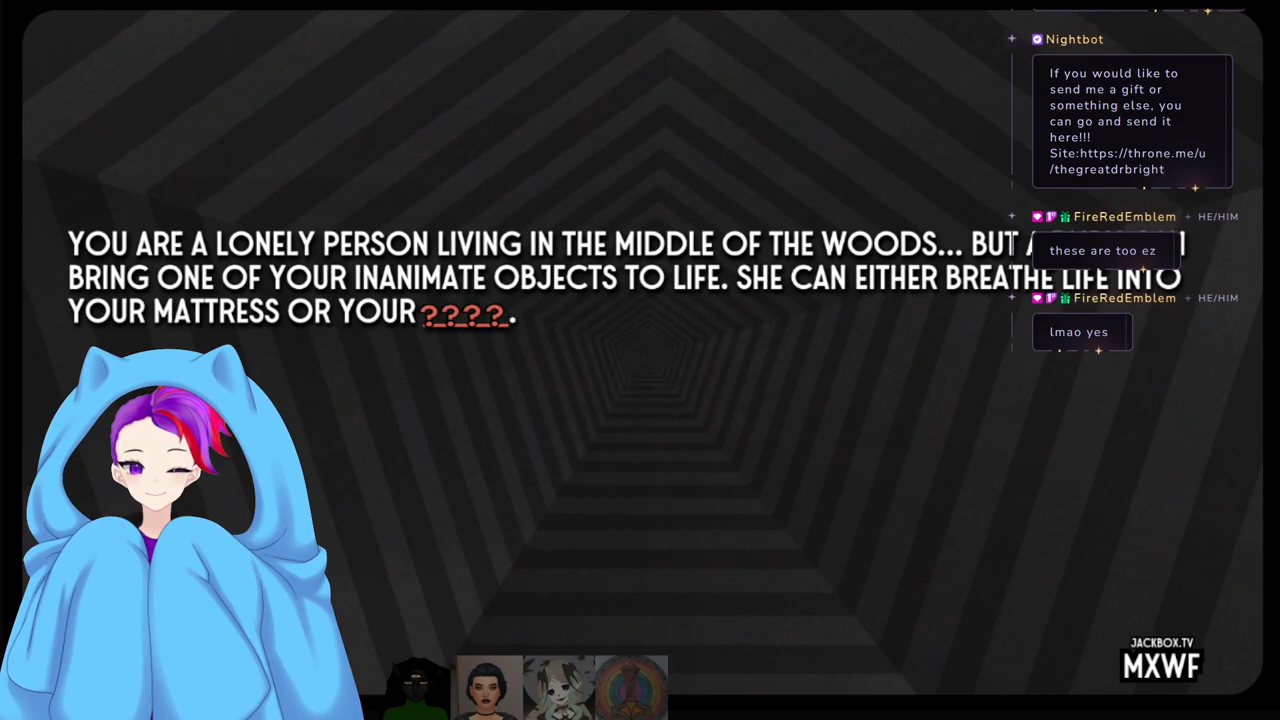 YOU ARE A LONELY PERSON LIVING IN THE MIDDLE OF THE WOODS... BUT
BRING ONE OF YOUR INANIMATE OBJECTS TO LIFE. SHE CAN EITHER BREATHE LIFE INTO
YOUR MATTRESS OR YOUR ????.
Nightbot
If you would like to
send me a gift or
something else, you
can go and send it
here!!!
Site:https://throne.me/u
/thegreatdrbright
FireRedEmblem HE/HIM
these are too ez
FireRedEmblem HE/HIM
lmao yes
JACKBOX.TV
MXWF